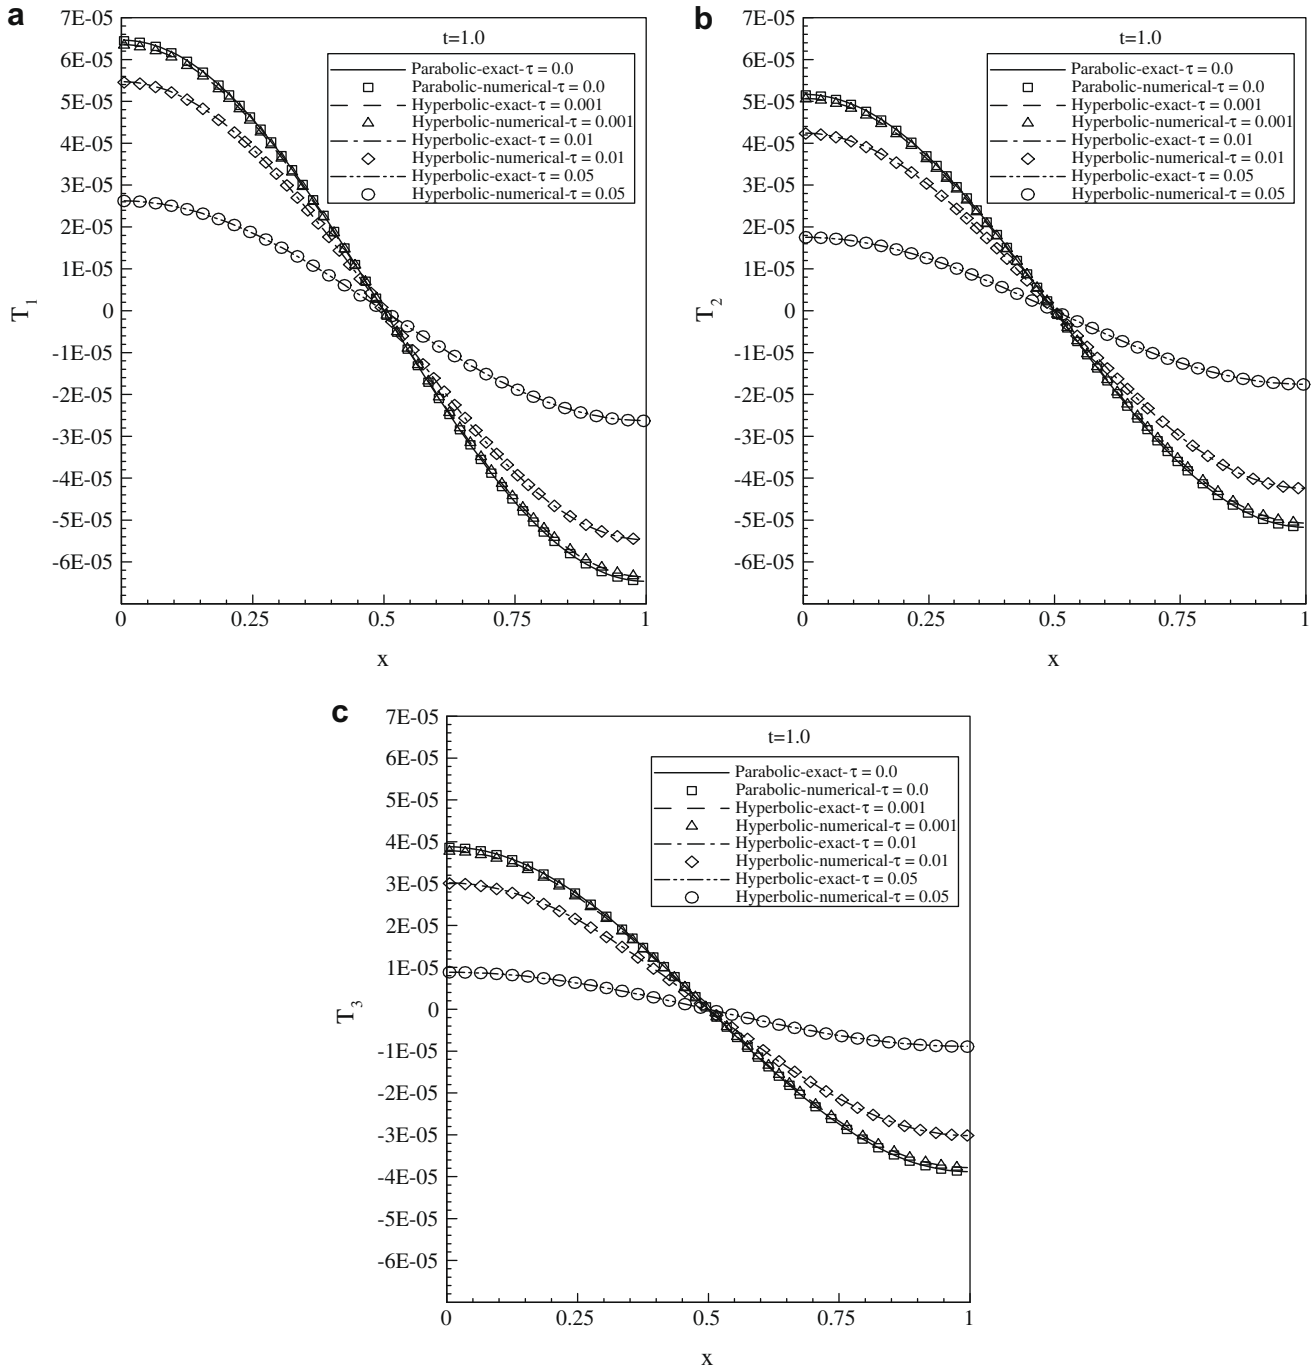 a
7E-05
6E-05
5E-05
4E-05
3E-05
2E-05
1E-05
0
-1E-05
-2E-05
-3E-05
-4E-05
-5E-05
-6E-05
T1
t=1.0
Parabolic-exact-τ = 0.0
Parabolic-numerical-τ = 0.0
Hyperbolic-exact-τ = 0.001
Hyperbolic-numerical-τ = 0.001
Hyperbolic-exact-τ = 0.01
Hyperbolic-numerical-τ = 0.01
Hyperbolic-exact-τ = 0.05
Hyperbolic-numerical-τ = 0.05
0 0.25 0.5 0.75 1
x
b
7E-05
6E-05
5E-05
4E-05
3E-05
2E-05
1E-05
0
-1E-05
-2E-05
-3E-05
-4E-05
-5E-05
-6E-05
T2
t=1.0
Parabolic-exact-τ = 0.0
Parabolic-numerical-τ = 0.0
Hyperbolic-exact-τ = 0.001
Hyperbolic-numerical-τ = 0.001
Hyperbolic-exact-τ = 0.01
Hyperbolic-numerical-τ = 0.01
Hyperbolic-exact-τ = 0.05
Hyperbolic-numerical-τ = 0.05
0 0.25 0.5 0.75 1
x
c
7E-05
6E-05
5E-05
4E-05
3E-05
2E-05
1E-05
0
-1E-05
-2E-05
-3E-05
-4E-05
-5E-05
-6E-05
T3
t=1.0
Parabolic-exact-τ = 0.0
Parabolic-numerical-τ = 0.0
Hyperbolic-exact-τ = 0.001
Hyperbolic-numerical-τ = 0.001
Hyperbolic-exact-τ = 0.01
Hyperbolic-numerical-τ = 0.01
Hyperbolic-exact-τ = 0.05
Hyperbolic-numerical-τ = 0.05
0 0.25 0.5 0.75 1
x